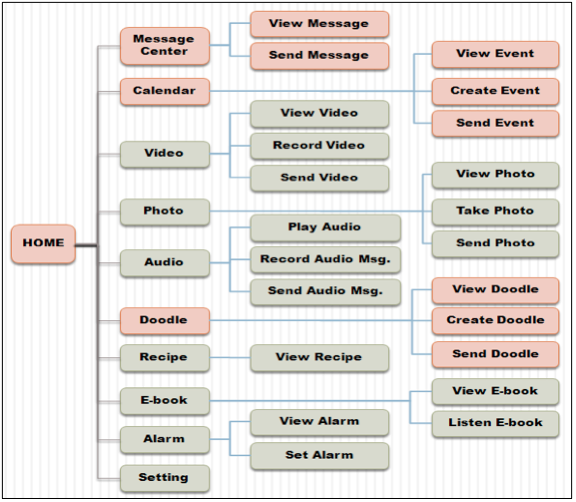 HOME
Message
Center
View Message
Send Message
Calendar
View Event
Create Event
Send Event
Video
View Video
Record Video
Send Video
Photo
View Photo
Take Photo
Send Photo
Audio
Play Audio
Record Audio Msg.
Send Audio Msg.
Doodle
View Doodle
Create Doodle
Send Doodle
Recipe
View Recipe
E-book
View E-book
Listen E-book
Alarm
View Alarm
Set Alarm
Setting